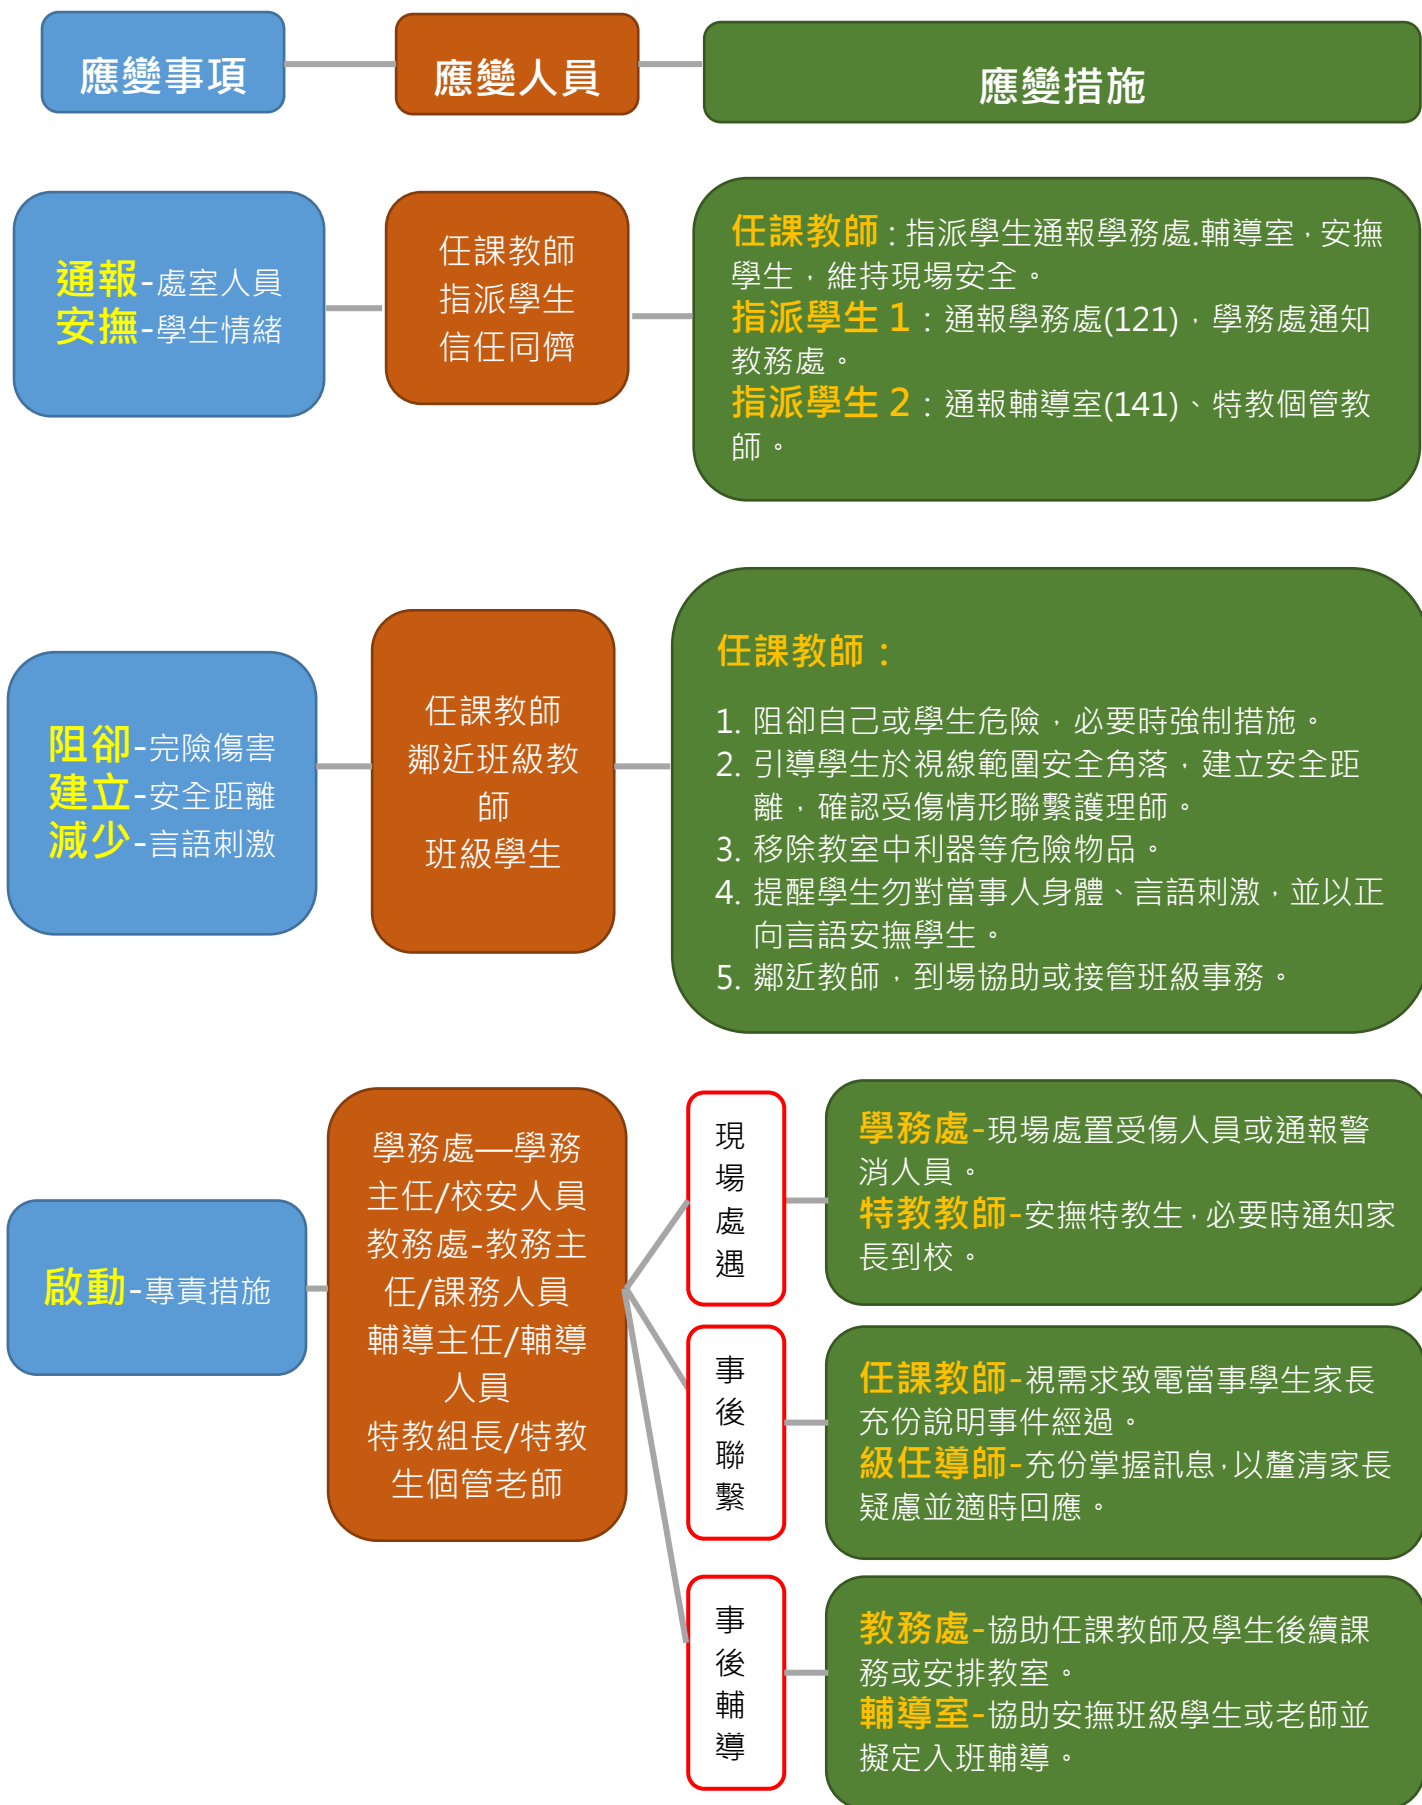 應變事項
應變人員
應變措施
通報-處室人員
安撫-學生情緒
任課教師
指派學生
信任同儕
任課教師：指派學生通報學務處.輔導室，安撫
學生，維持現場安全。
指派學生1：通報學務處(121)，學務處通知
教務處。
指派學生2：通報輔導室(141)、特教個管教
師。
阻卻-完險傷害
建立-安全距離
減少-言語刺激
任課教師
鄰近班級教
師
班級學生
任課教師：
1. 阻卻自己或學生危險，必要時強制措施。
2. 引導學生於視線範圍安全角落，建立安全距
離，確認受傷情形聯繫護理師。
3. 移除教室中利器等危險物品。
4. 提醒學生勿對當事人身體、言語刺激，並以正
向言語安撫學生。
5. 鄰近教師，到場協助或接管班級事務。
啟動-專責措施
學務處—學務
主任/校安人員
教務處-教務主
任/課務人員
輔導主任/輔導
人員
特教組長/特教
生個管老師
現
場
處
遇
學務處-現場處置受傷人員或通報警
消人員。
特教教師-安撫特教生，必要時通知家
長到校。
事
後
聯
繫
任課教師-視需求致電當事學生家長
充份說明事件經過。
級任導師-充份掌握訊息，以釐清家長
疑慮並適時回應。
事
後
輔
導
教務處-協助任課教師及學生後續課
務或安排教室。
輔導室-協助安撫班級學生或老師並
擬定入班輔導。